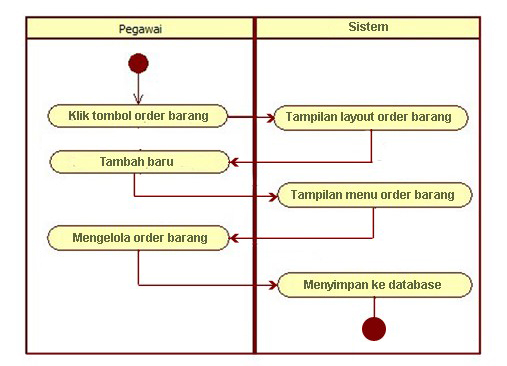 Pegawai
Sistem
Klik tombol order barang
Tampilan layout order barang
Tambah baru
Tampilan menu order barang
Mengelola order barang
Menyimpan ke database